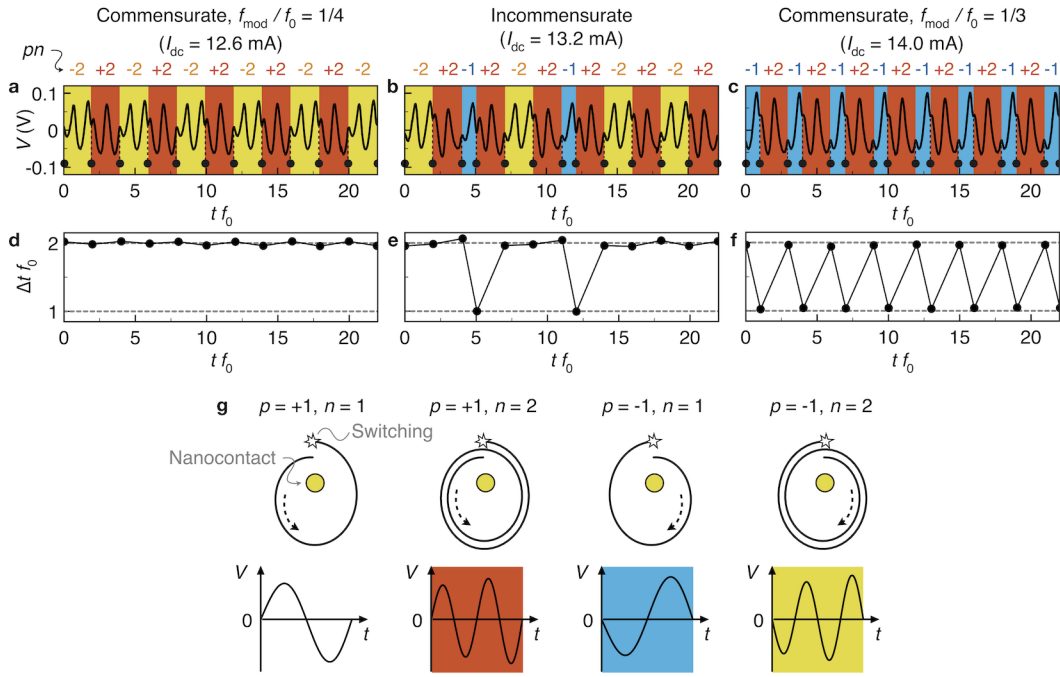 Commensurate, f_mod / f_0 = 1/4
(I_dc = 12.6 mA)
Incommensurate
(I_dc = 13.2 mA)
Commensurate, f_mod / f_0 = 1/3
(I_dc = 14.0 mA)
pn
-2 +2 -2 +2 -2 +2 -2 +2 -2 +2 -2
-2 +2 -1 +2 -2 +2 -1 +2 -2 +2 -2 +2
-1 +2 -1 +2 -1 +2 -1 +2 -1 +2 -1 +2 -1 +2 -1
a
b
c
V (V)
0.1
0
-0.1
0 5 10 15 20
0 5 10 15 20
0 5 10 15 20
t f_0
t f_0
t f_0
d
e
f
Δt f_0
2
1
0 5 10 15 20
0 5 10 15 20
0 5 10 15 20
t f_0
t f_0
t f_0
g
p = +1, n = 1
p = +1, n = 2
p = -1, n = 1
p = -1, n = 2
Switching
Nanocontact
V
0
t
V
0
t
V
0
t
V
0
t